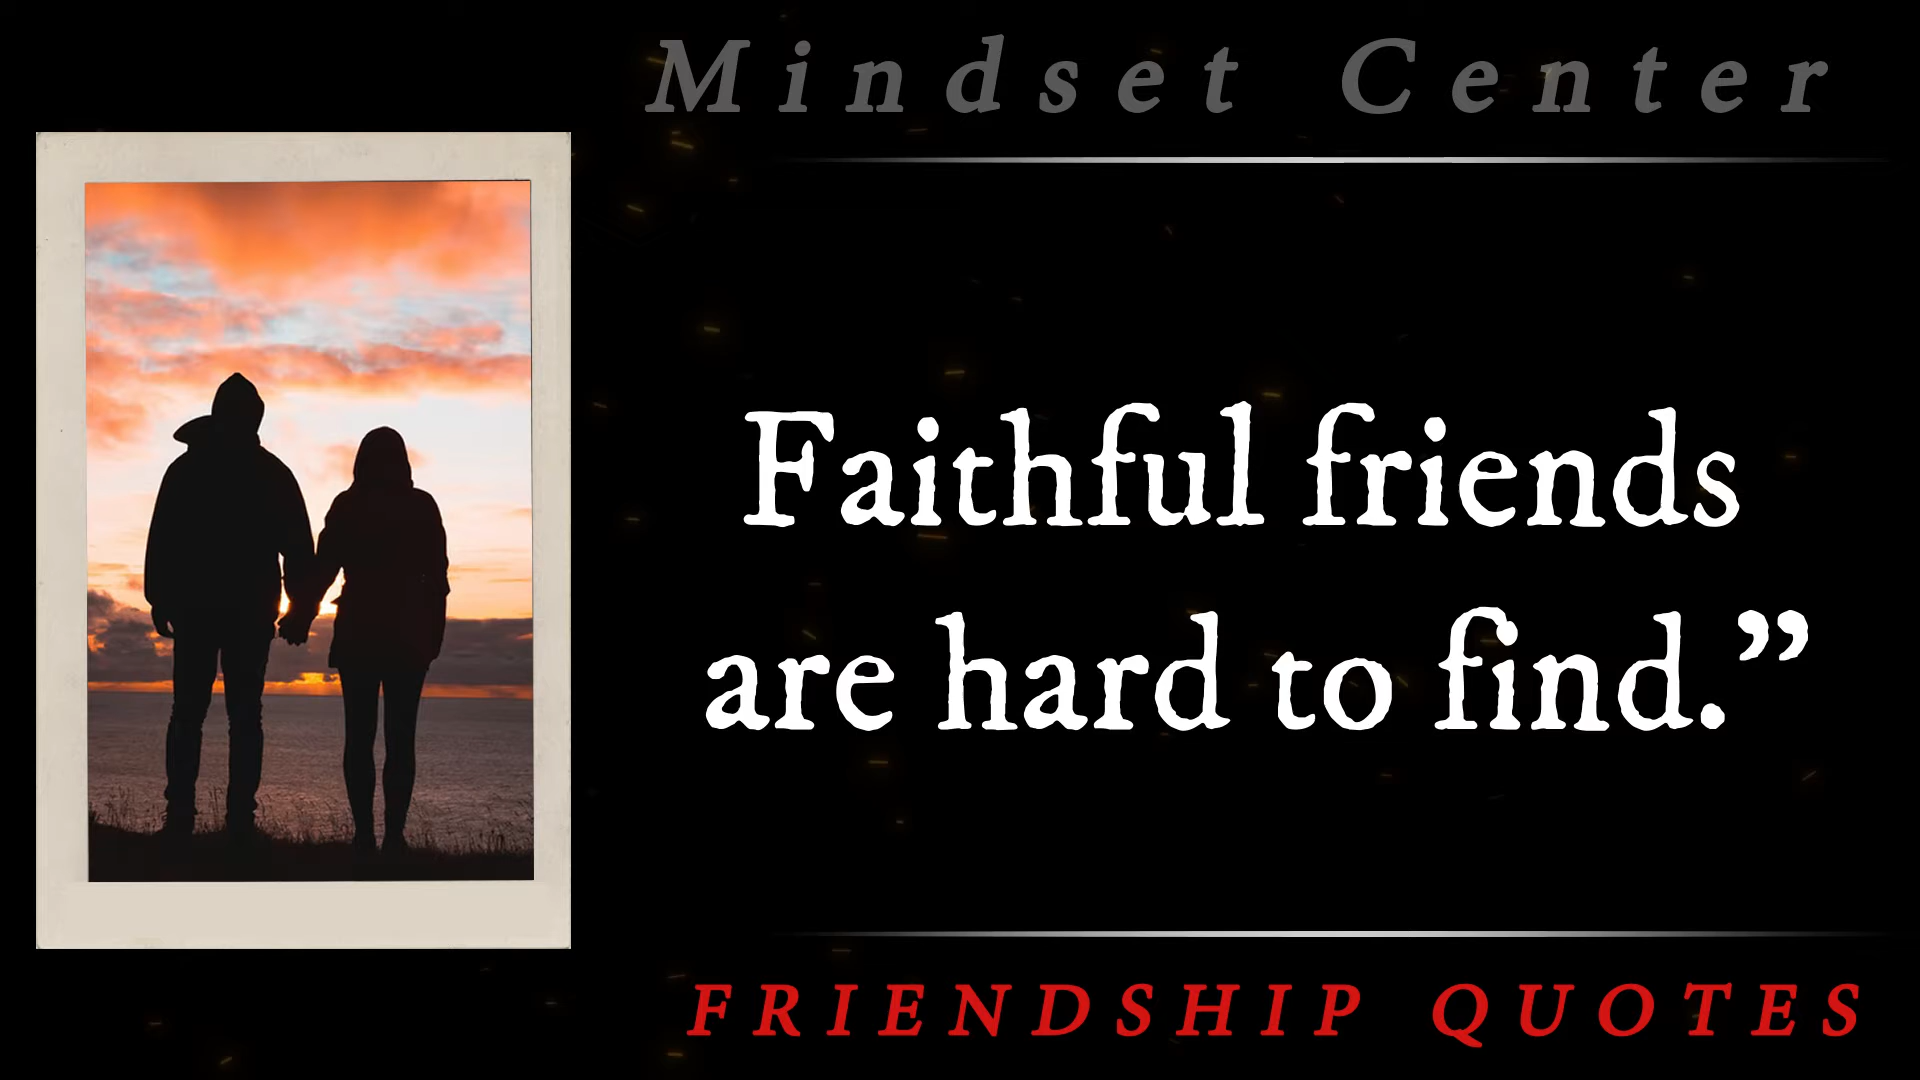 Mindset Center
Faithful friends
are hard to find.”
FRIENDSHIP QUOTES